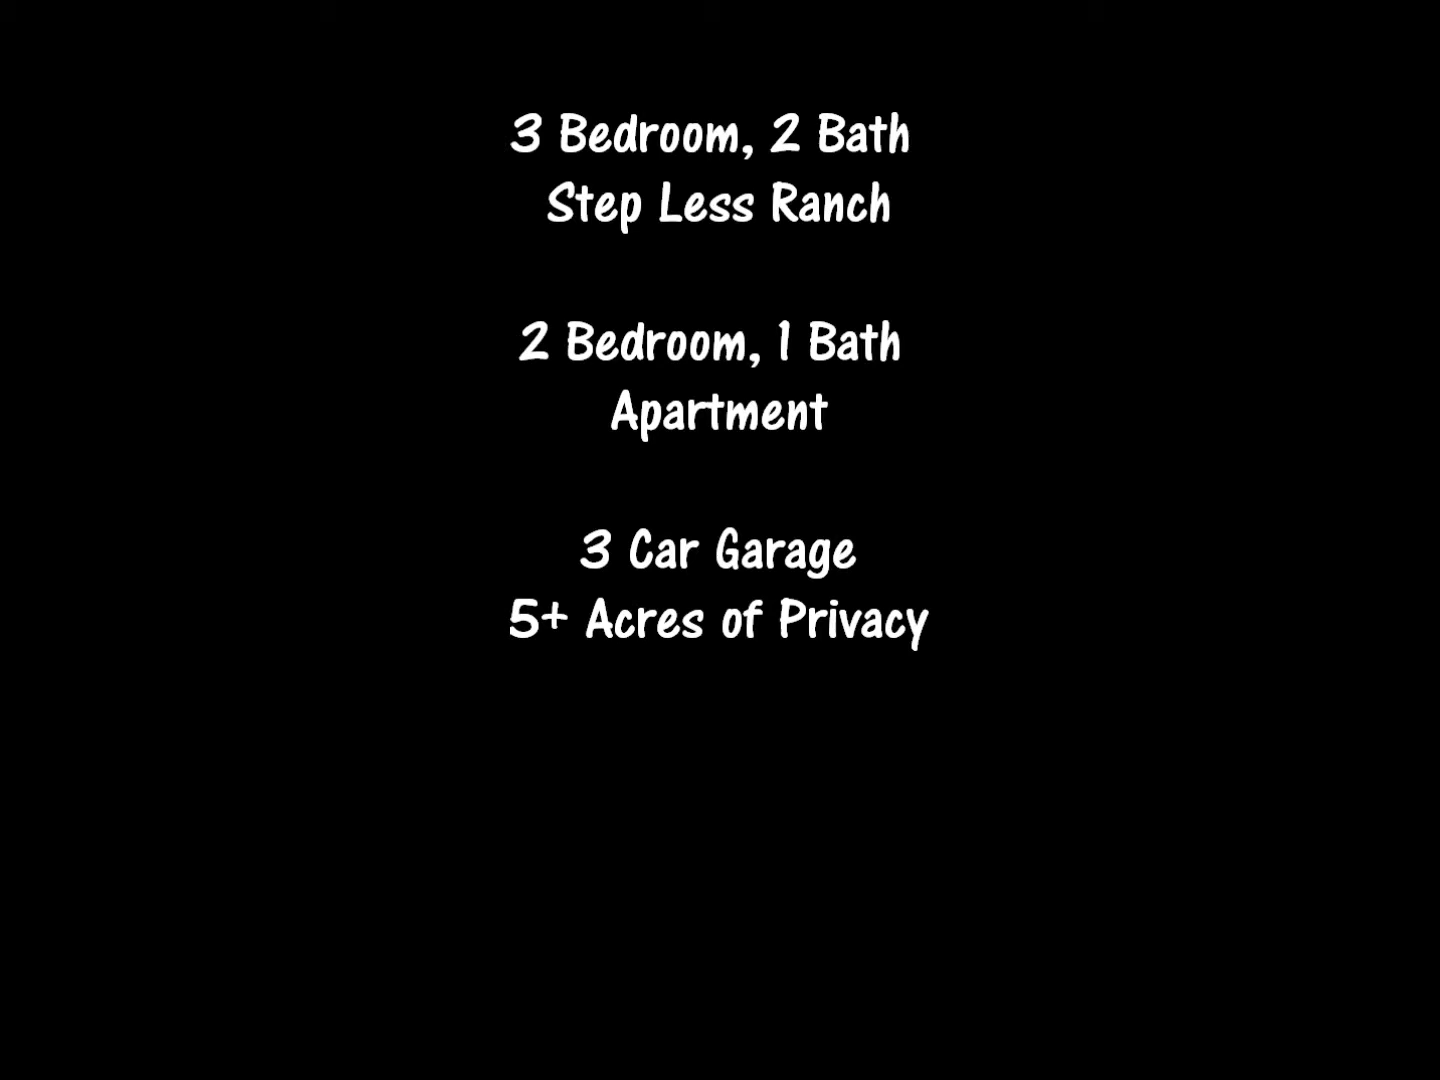 3 Bedroom, 2 Bath
Step Less Ranch
2 Bedroom, 1 Bath
Apartment
3 Car Garage
5+ Acres of Privacy